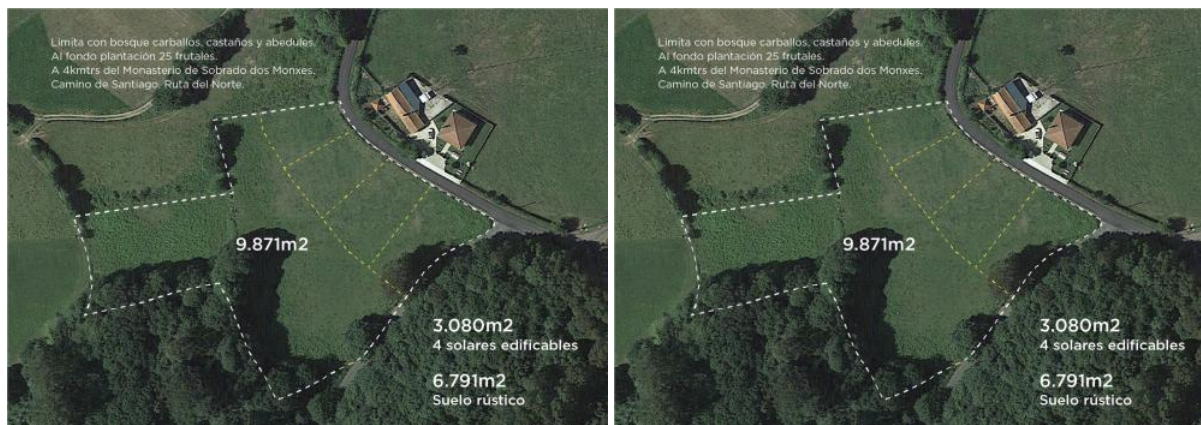 Limita con bosque carballos, castaños y abedules.
Al fondo plantación 25 frutales.
A 4kmtrs del Monasterio de Sobrado dos Monxes.
Camino de Santiago. Ruta del Norte.
9.871m2
3.080m2
4 solares edificables
6.791m2
Suelo rústico
Limita con bosque carballos, castaños y abedules.
Al fondo plantación 25 frutales.
A 4kmtrs del Monasterio de Sobrado dos Monxes.
Camino de Santiago. Ruta del Norte.
9.871m2
3.080m2
4 solares edificables
6.791m2
Suelo rústico